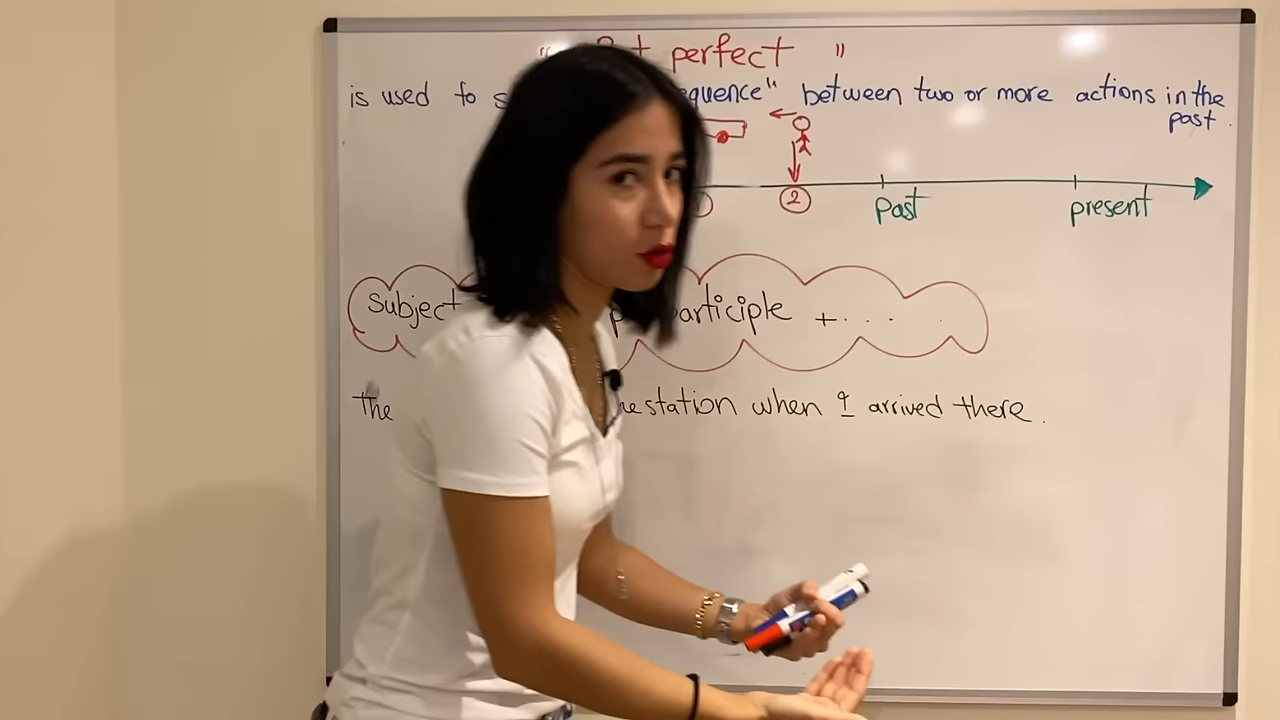 " perfect "
is used to between two or more actions in the
past.
2 past present
Subject participle +...
The station when I arrived there.